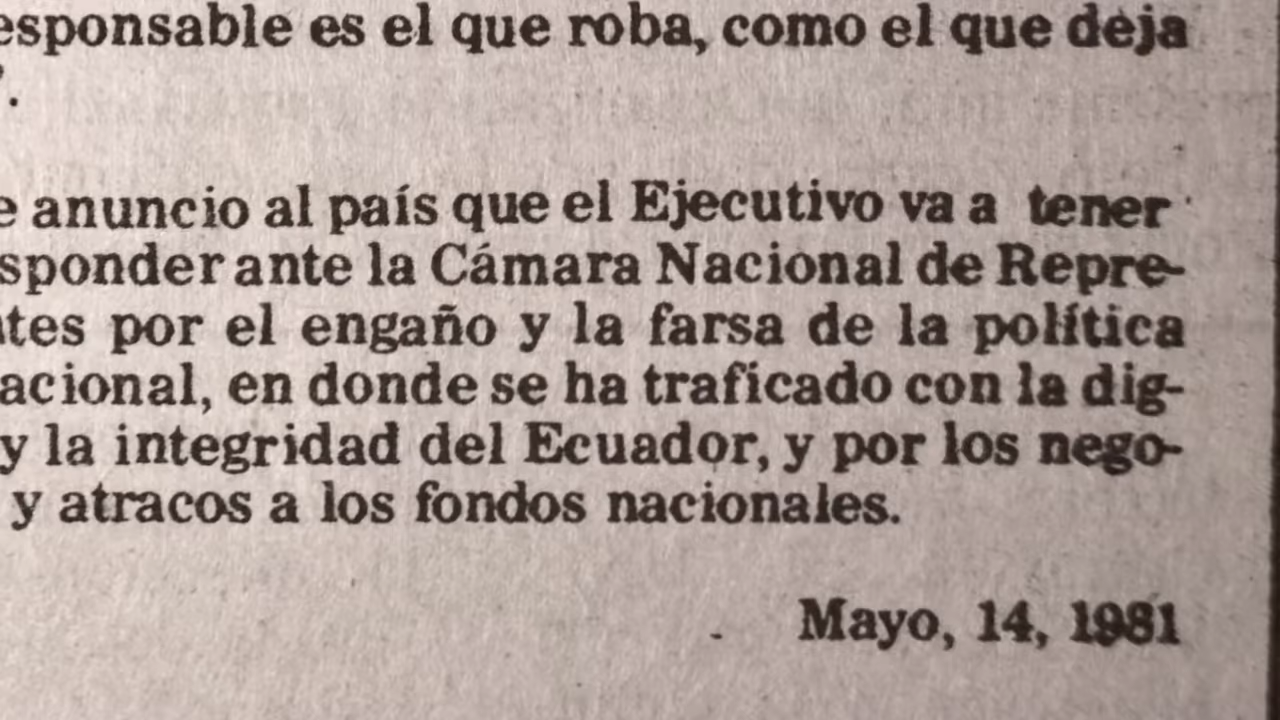 esponsable es el que roba, como el que deja
".
e anuncio al país que el Ejecutivo va a tener
sponder ante la Cámara Nacional de Repre-
ntes por el engaño y la farsa de la política
acional, en donde se ha traficado con la dig-
y la integridad del Ecuador, y por los nego-
y atracos a los fondos nacionales.
Mayo, 14, 1981